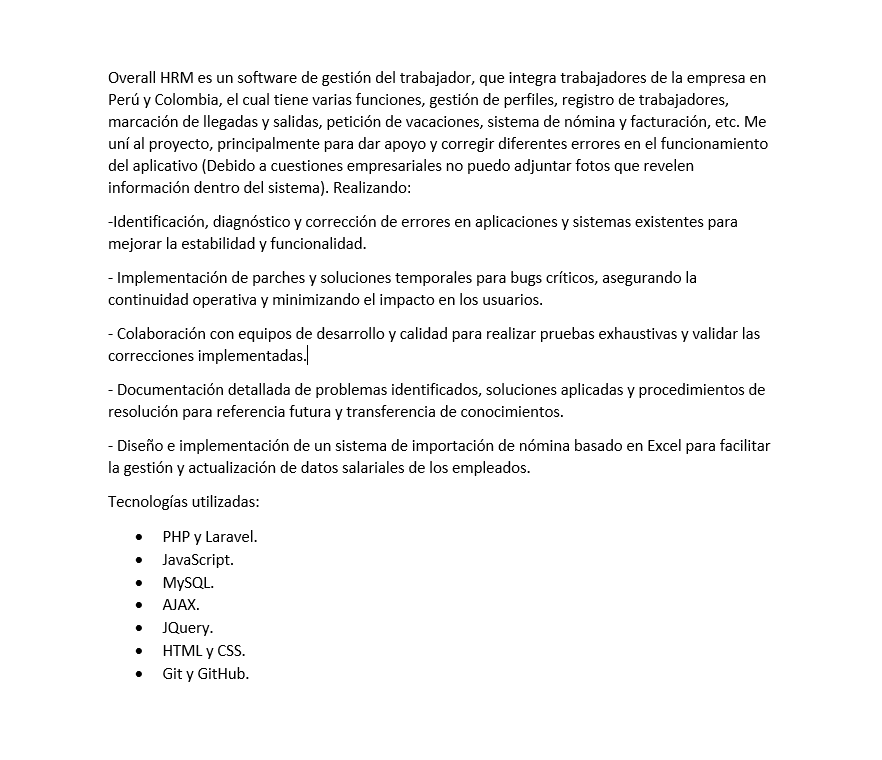 Overall HRM es un software de gestión del trabajador, que integra trabajadores de la empresa en
Perú y Colombia, el cual tiene varias funciones, gestión de perfiles, registro de trabajadores,
marcación de llegadas y salidas, petición de vacaciones, sistema de nómina y facturación, etc. Me
uní al proyecto, principalmente para dar apoyo y corregir diferentes errores en el funcionamiento
del aplicativo (Debido a cuestiones empresariales no puedo adjuntar fotos que revelen
información dentro del sistema). Realizando:
-Identificación, diagnóstico y corrección de errores en aplicaciones y sistemas existentes para
mejorar la estabilidad y funcionalidad.
- Implementación de parches y soluciones temporales para bugs críticos, asegurando la
continuidad operativa y minimizando el impacto en los usuarios.
- Colaboración con equipos de desarrollo y calidad para realizar pruebas exhaustivas y validar las
correcciones implementadas.
- Documentación detallada de problemas identificados, soluciones aplicadas y procedimientos de
resolución para referencia futura y transferencia de conocimientos.
- Diseño e implementación de un sistema de importación de nómina basado en Excel para facilitar
la gestión y actualización de datos salariales de los empleados.
Tecnologías utilizadas:
• PHP y Laravel.
• JavaScript.
• MySQL.
• AJAX.
• JQuery.
• HTML y CSS.
• Git y GitHub.